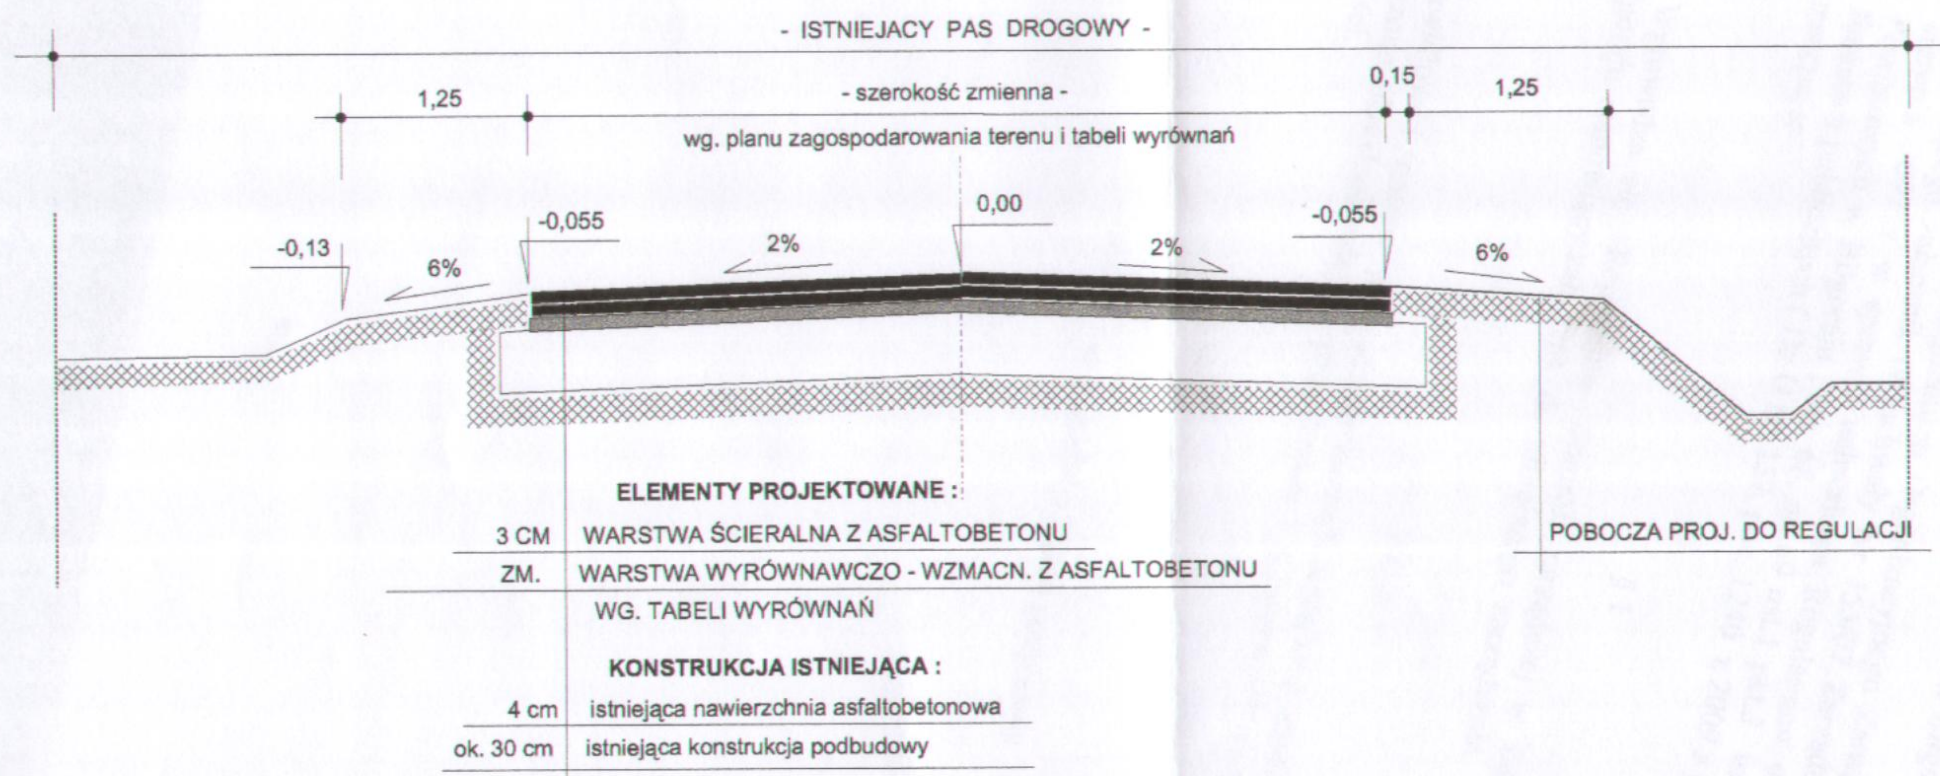 - ISTNIEJACY PAS DROGOWY -
1,25
- szerokość zmienna -
0,15
1,25
wg. planu zagospodarowania terenu i tabeli wyrównań
-0,13
6%
-0,055
2%
0,00
2%
-0,055
6%
ELEMENTY PROJEKTOWANE :
3 CM WARSTWA ŚCIERALNA Z ASFALTOBETONU
ZM. WARSTWA WYRÓWNAWCZO - WZMACN. Z ASFALTOBETONU
WG. TABELI WYRÓWNAŃ
POBOCZA PROJ. DO REGULACJI
KONSTRUKCJA ISTNIEJĄCA :
4 cm istniejąca nawierzchnia asfaltobetonowa
ok. 30 cm istniejąca konstrukcja podbudowy